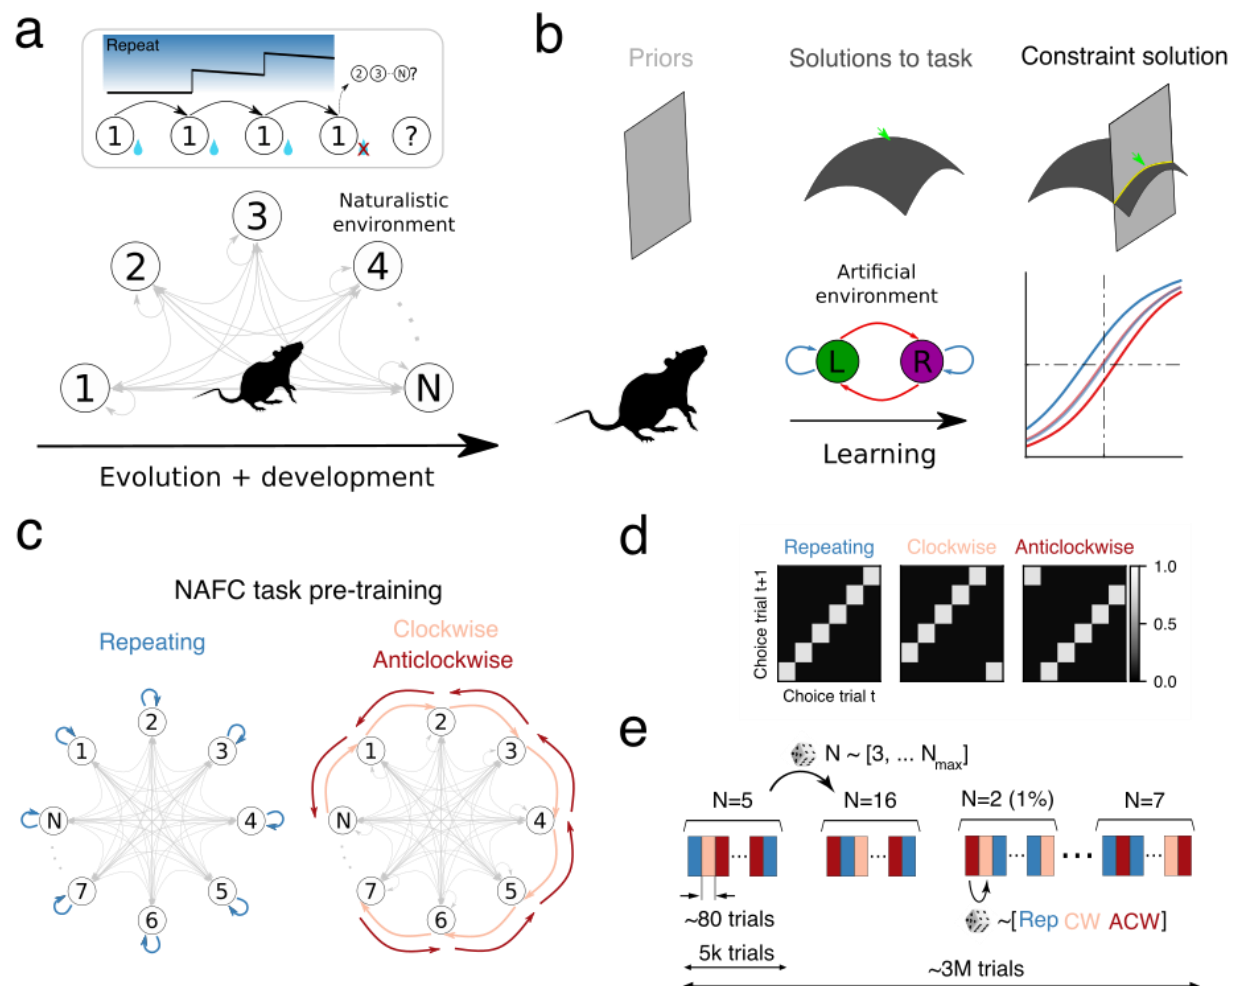 a
Repeat
2 3 ··· N ?
1 1 1 1 ?
Naturalistic
environment
3
2 4
1 N
Evolution + development
b
Priors Solutions to task Constraint solution
Artificial
environment
L R
Learning
c
NAFC task pre-training
Repeating
2
1 3
N 4
7 5
6
Clockwise
Anticlockwise
2
1 3
N 4
7 5
6
d
Repeating Clockwise Anticlockwise
Choice trial t+1
1.0
0.5
0.0
Choice trial t
e
N ~ [3, ... Nmax]
N=5 N=16 N=2 (1%) N=7
~80 trials
~[Rep CW ACW]
5k trials
~3M trials